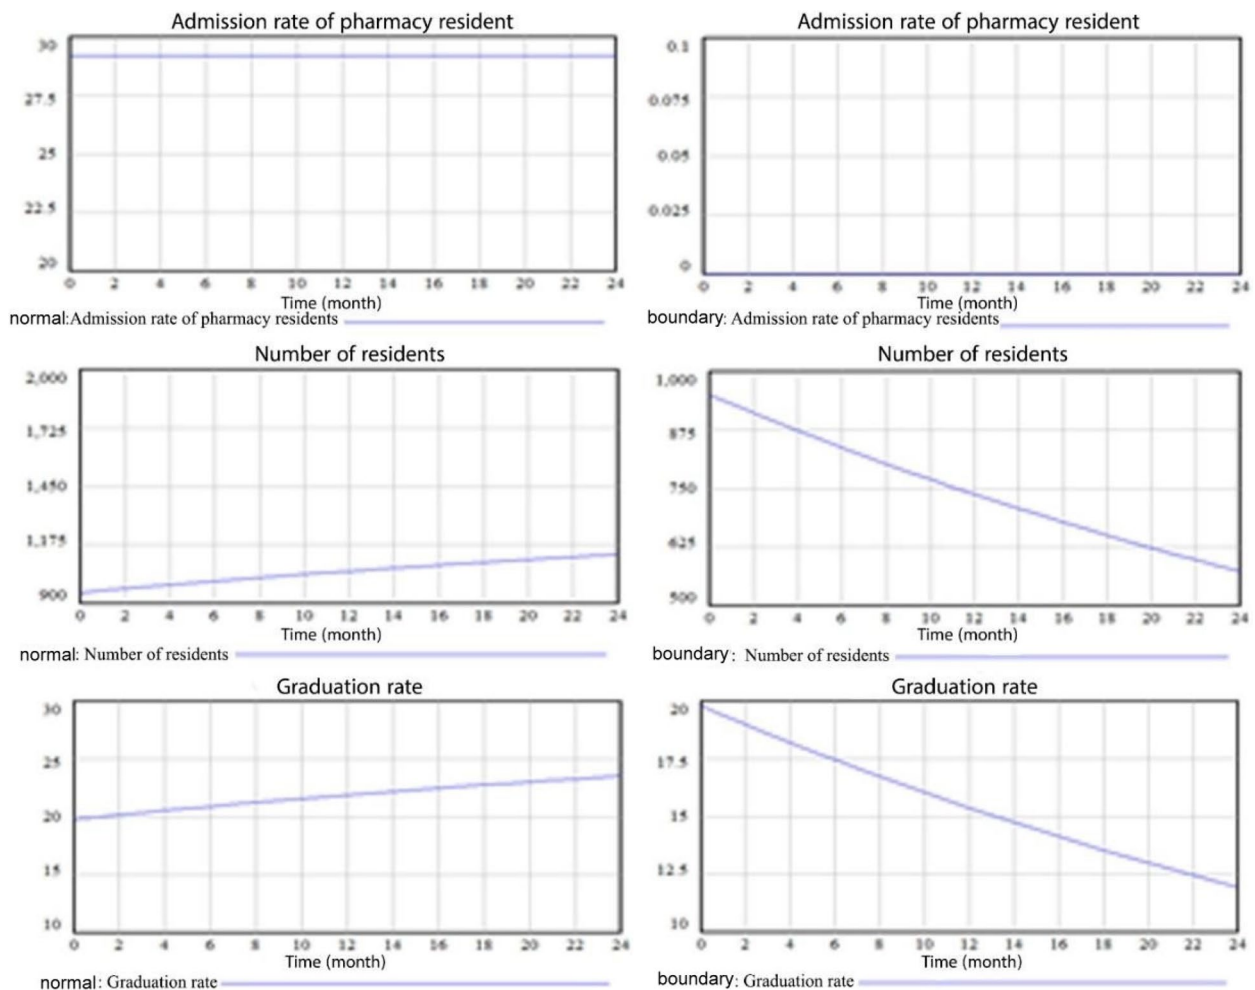 Admission rate of pharmacy resident
30
27.5
25
22.5
20
0 2 4 6 8 10 12 14 16 18 20 22 24
Time (month)
normal:Admission rate of pharmacy residents
Admission rate of pharmacy resident
0.1
0.075
0.05
0.025
0
0 2 4 6 8 10 12 14 16 18 20 22 24
Time (month)
boundary: Admission rate of pharmacy residents
Number of residents
2,000
1,725
1,450
1,175
900
0 2 4 6 8 10 12 14 16 18 20 22 24
Time (month)
normal: Number of residents
Number of residents
1,000
875
750
625
500
0 2 4 6 8 10 12 14 16 18 20 22 24
Time (month)
boundary: Number of residents
Graduation rate
30
25
20
15
10
0 2 4 6 8 10 12 14 16 18 20 22 24
Time (month)
normal: Graduation rate
Graduation rate
20
17.5
15
12.5
10
0 2 4 6 8 10 12 14 16 18 20 22 24
Time (month)
boundary: Graduation rate